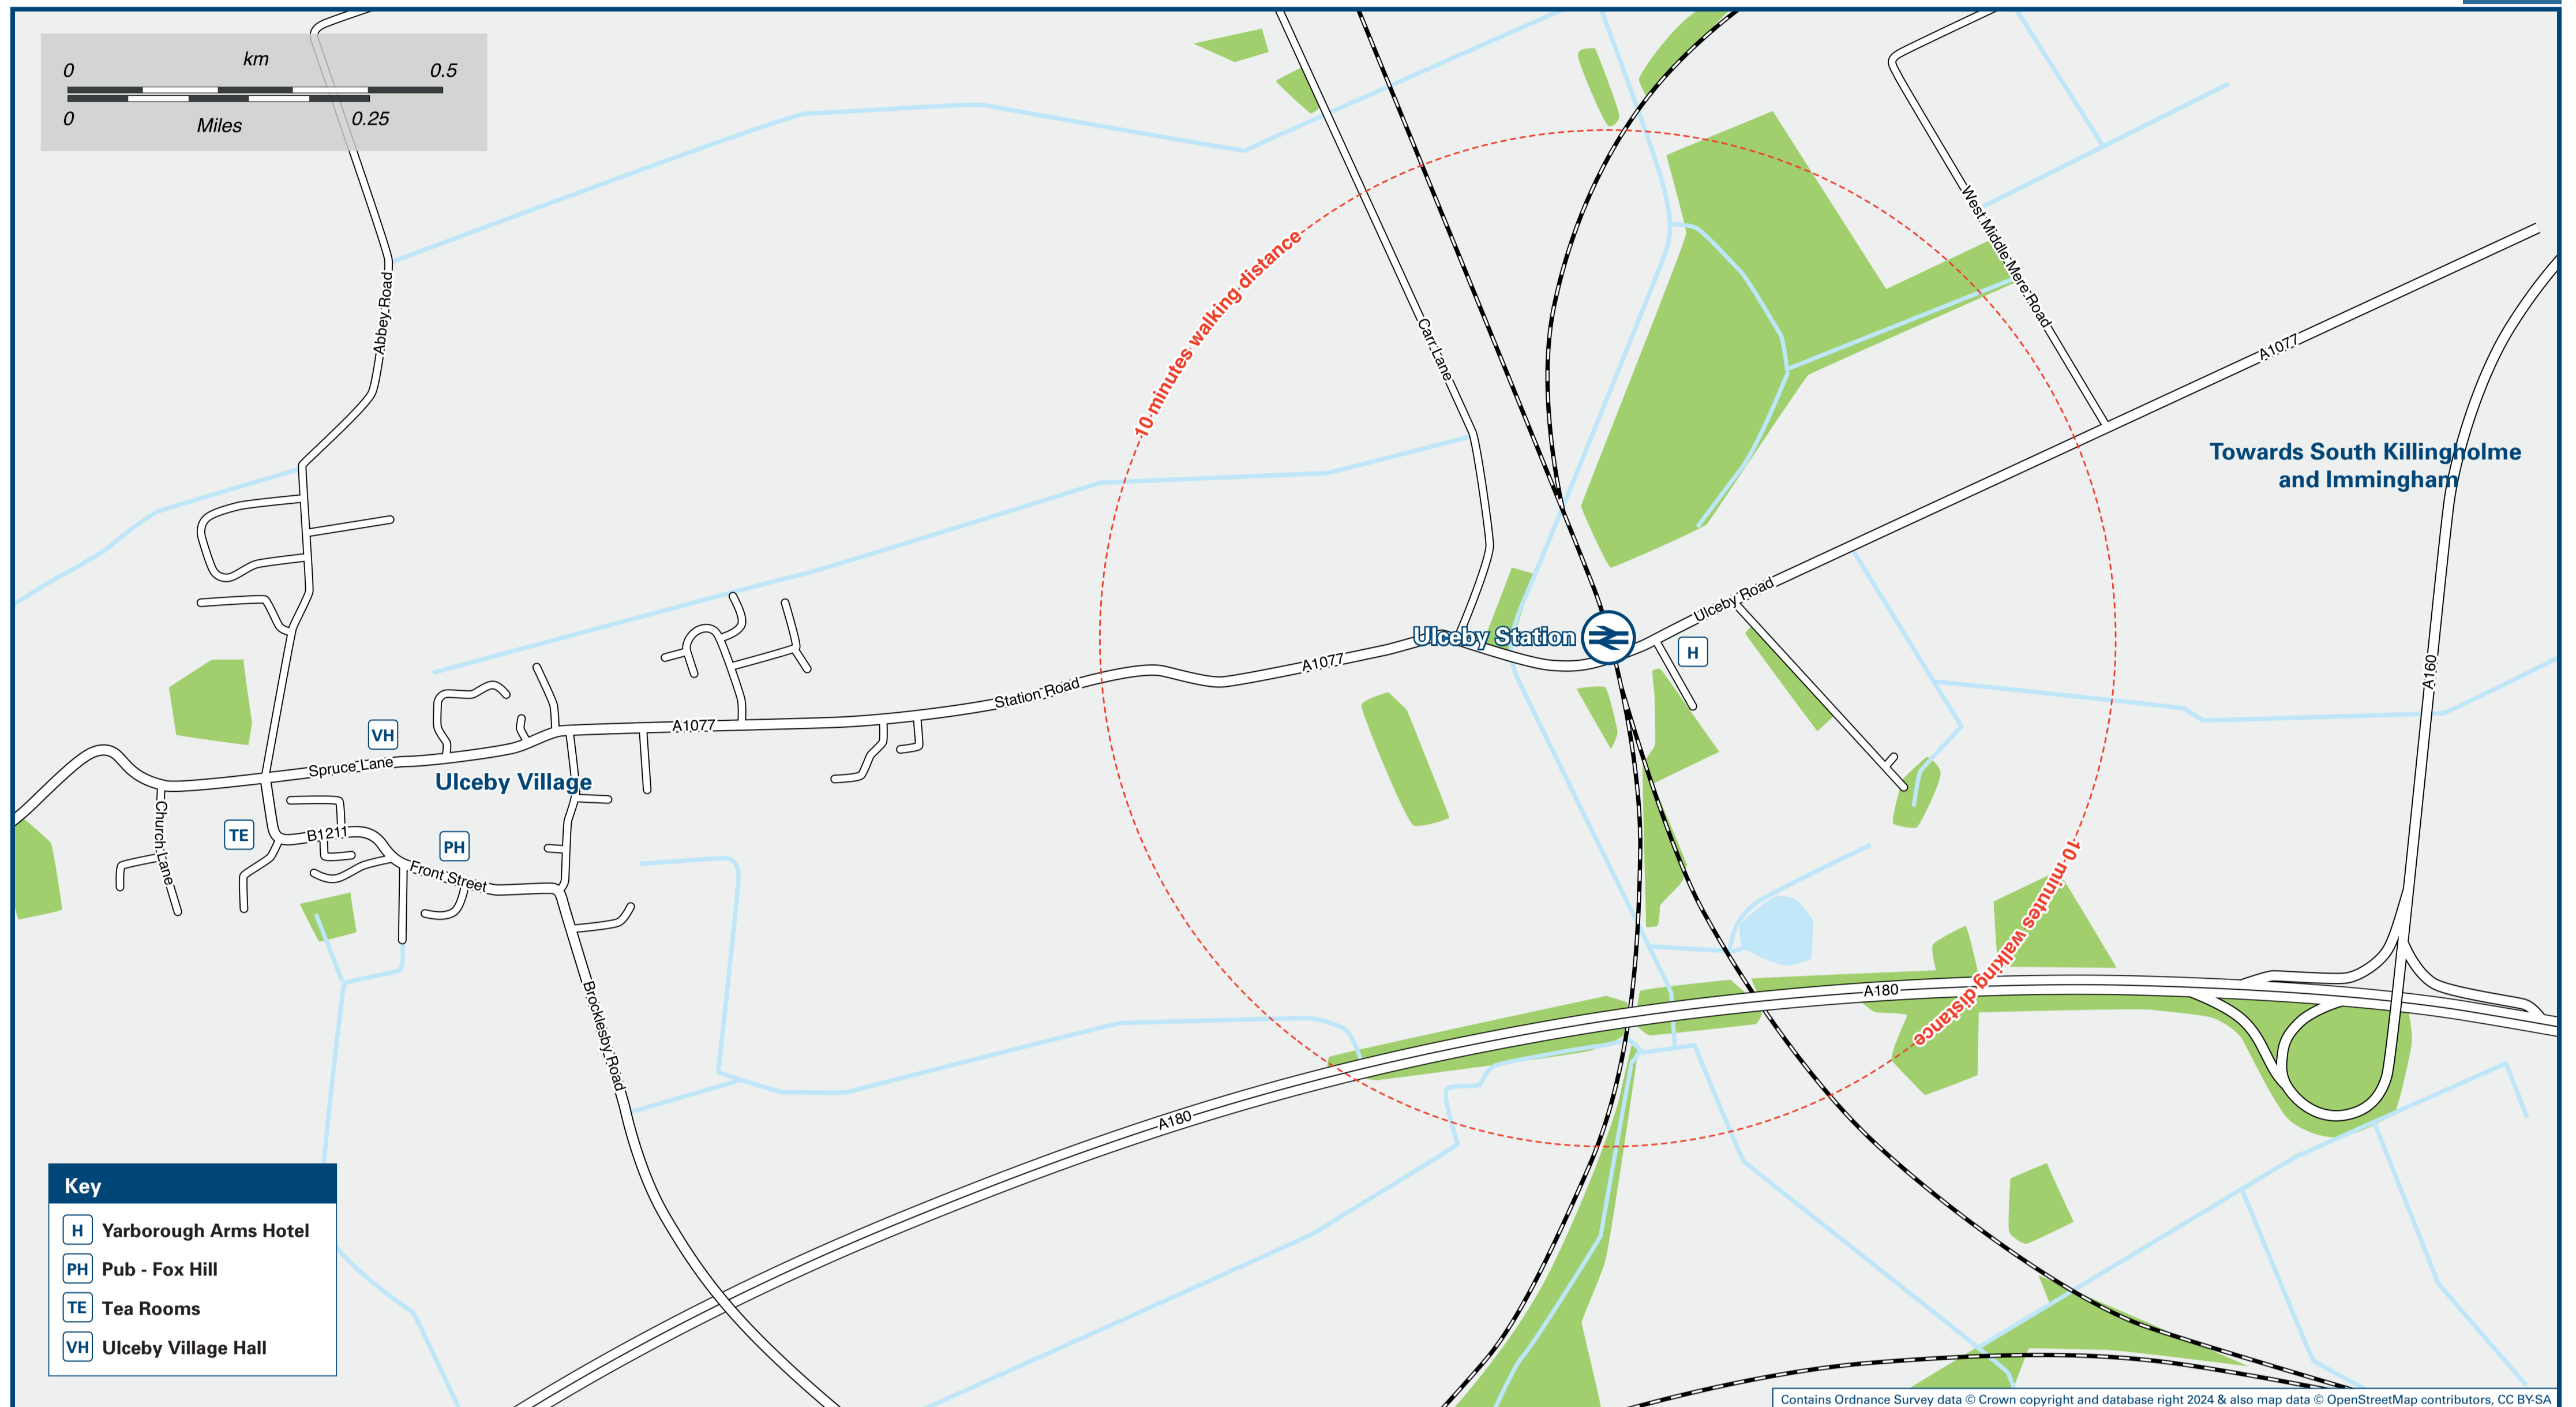 km
0
0.5
0
Miles
0.25
Abbey Road
10 minutes walking distance
Carr Lane
West Middle Mere Road
A1077
Towards South Killingholme
and Immingham
Ulceby Road
Ulceby Station
H
A160
A1077
Station Road
A1077
VH
Spruce Lane
Ulceby Village
Church Lane
TE
B1211
PH
Front Street
Brocklesby Road
10 minutes walking distance
A180
A180
Key
H Yarborough Arms Hotel
PH Pub - Fox Hill
TE Tea Rooms
VH Ulceby Village Hall
Contains Ordnance Survey data © Crown copyright and database right 2024 & also map data © OpenStreetMap contributors, CC BY-SA